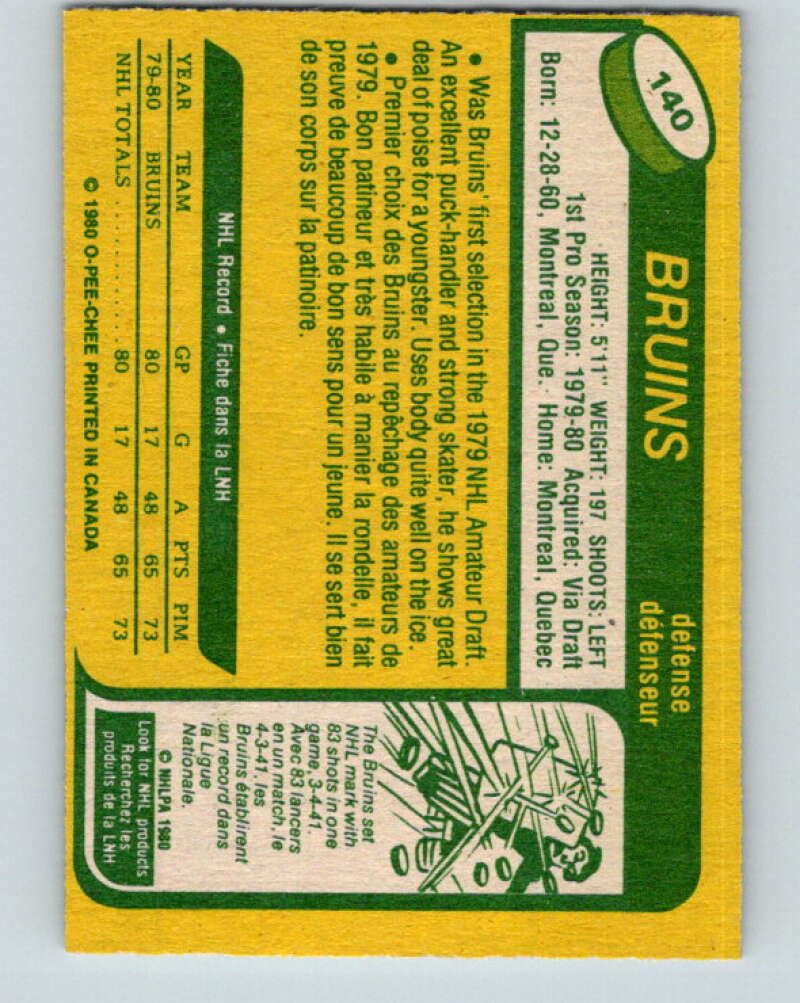 140
BRUINS
defense
défenseur
HEIGHT: 5'11" WEIGHT: 197 SHOOTS: LEFT
1st Pro Season: 1979-80 Acquired: Via Draft
Born: 12-28-60, Montreal, Que. Home: Montreal, Quebec
• Was Bruins' first selection in the 1979 NHL Amateur Draft.
An excellent puck-handler and strong skater, he shows great
deal of poise for a youngster. Uses body quite well on the ice.
• Premier choix des Bruins au repêchage des amateurs de
1979. Bon patineur et très habile à manier la rondelle, il fait
preuve de beaucoup de bon sens pour un jeune. Il se sert bien
de son corps sur la patinoire.
NHL Record • Fiche dans la LNH
YEAR TEAM GP G A PTS PIM
79-80 BRUINS 80 17 48 65 73
NHL TOTALS .......... 80 17 48 65 73
© 1980 O-PEE-CHEE PRINTED IN CANADA
The Bruins set
NHL mark with
83 shots in one
game, 3-4-41.
Avec 83 lancers
en un match, le
4-3-41, les
Bruins établirent
un record dans
la Ligue
Nationale.
© NHLPA 1980
Look for NHL products
Recherchez les
produits de la LNH